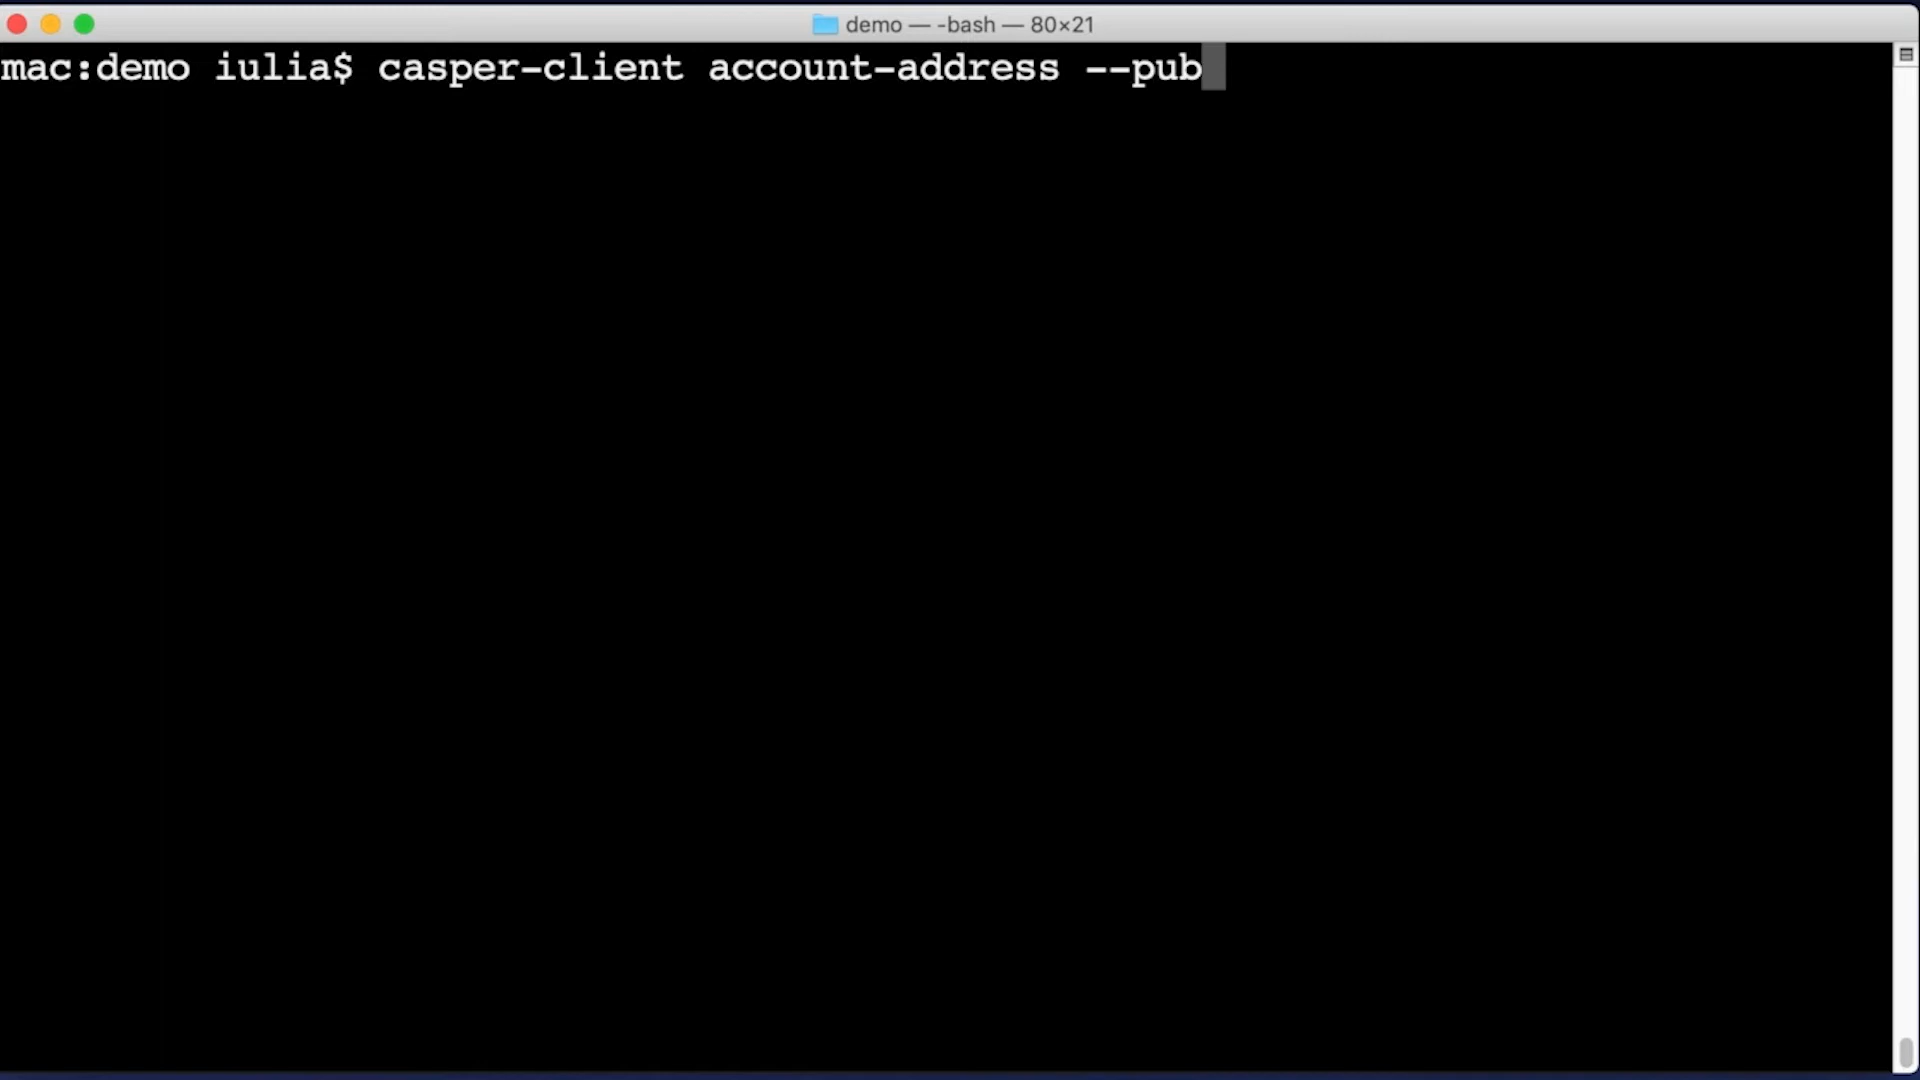 demo — -bash — 80×21
mac:demo iulia$ casper-client account-address --pub